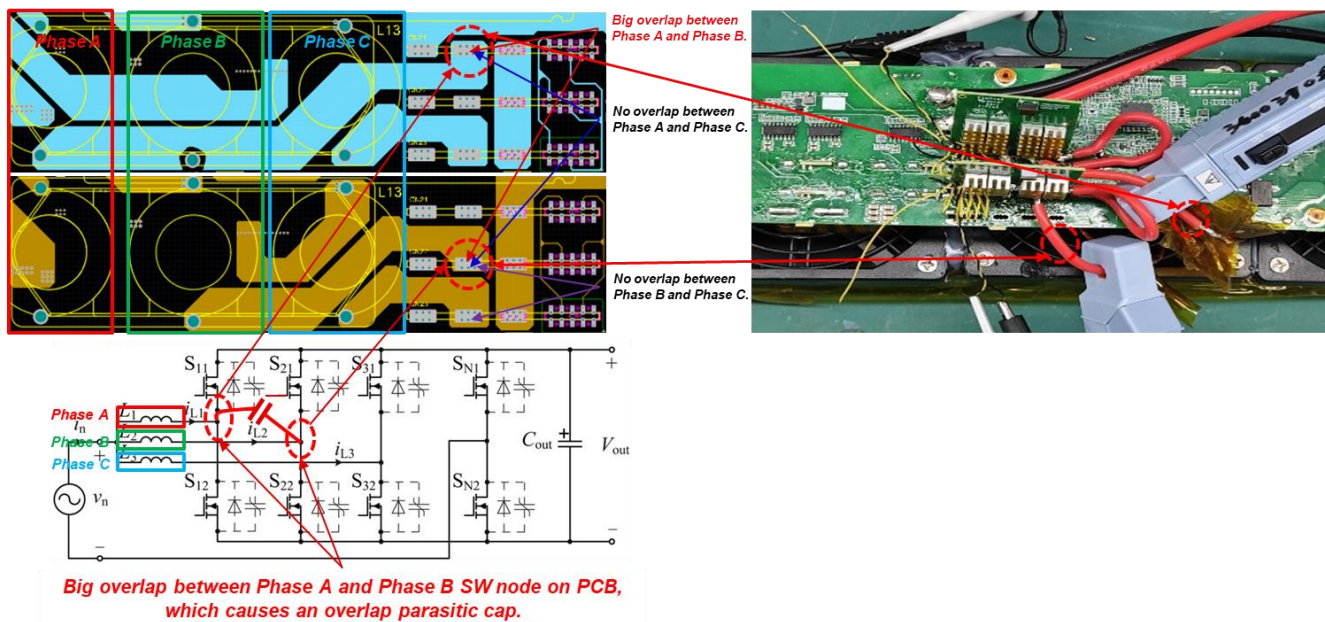 Phase A
Phase B
Phase C
L13
Big overlap between
Phase A and Phase B.
No overlap between
Phase A and Phase C.
L13
No overlap between
Phase B and Phase C.
S11
S21
S31
SN1
Phase A
L1
iL1
in
Phase B
L2
iL2
Phase C
L3
iL3
+
vn
−
S12
S22
S32
SN2
Cout
+
Vout
+
−
Big overlap between Phase A and Phase B SW node on PCB,
which causes an overlap parasitic cap.